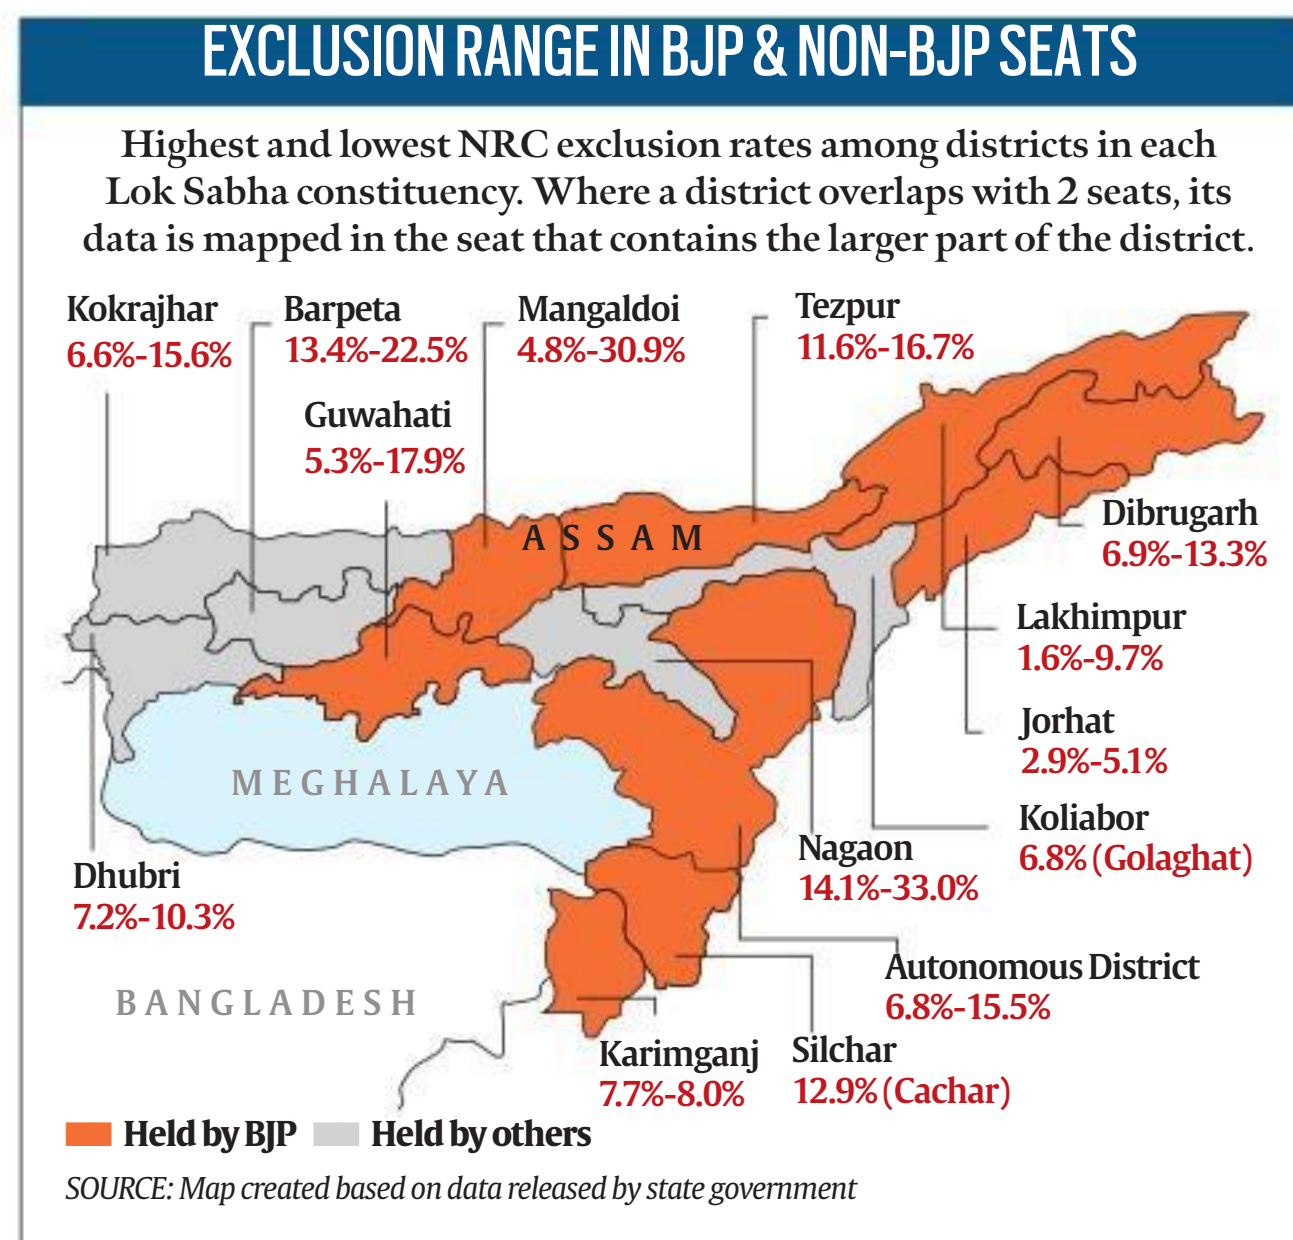 EXCLUSION RANGE IN BJP & NON-BJP SEATS
Highest and lowest NRC exclusion rates among districts in each
Lok Sabha constituency. Where a district overlaps with 2 seats, its
data is mapped in the seat that contains the larger part of the district.
Kokrajhar
6.6%-15.6%
Barpeta
13.4%-22.5%
Mangaldoi
4.8%-30.9%
Tezpur
11.6%-16.7%
Guwahati
5.3%-17.9%
ASSAM
Dibrugarh
6.9%-13.3%
Lakhimpur
1.6%-9.7%
Jorhat
2.9%-5.1%
MEGHALAYA
Koliabor
6.8% (Golaghat)
Nagaon
14.1%-33.0%
Dhubri
7.2%-10.3%
Autonomous District
6.8%-15.5%
BANGLADESH
Karimganj
7.7%-8.0%
Silchar
12.9% (Cachar)
Held by BJP
Held by others
SOURCE: Map created based on data released by state government